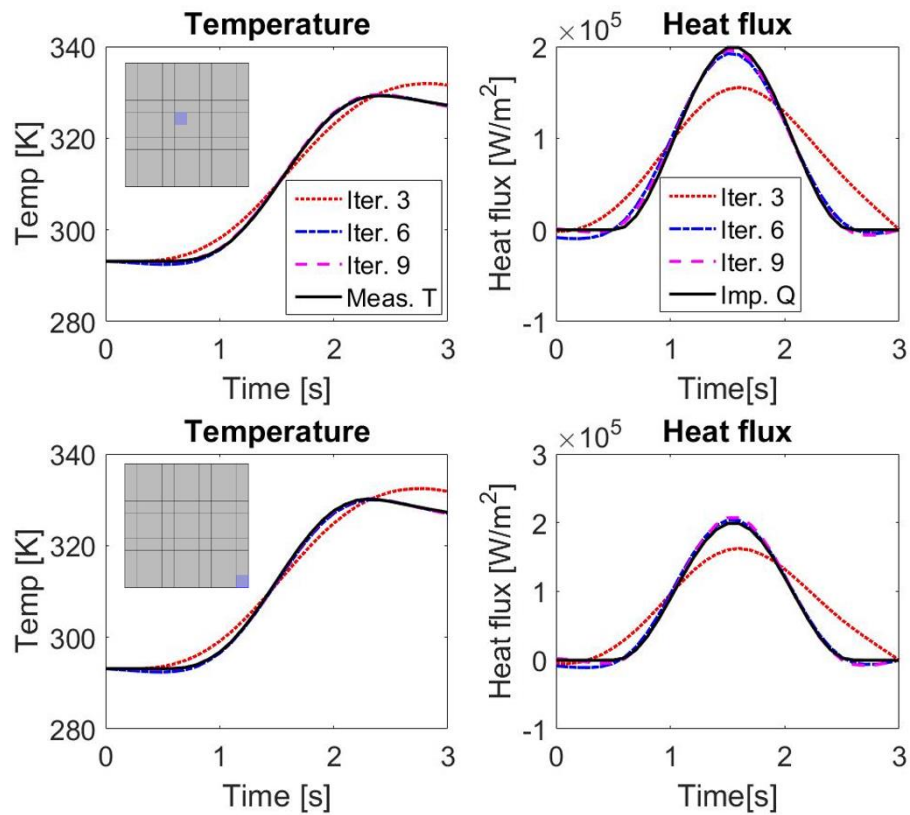 Temperature
340
320
300
280
Temp [K]
0 1 2 3
Time [s]
Iter. 3
Iter. 6
Iter. 9
Meas. T
Heat flux
×10^5
2
1
0
-1
Heat flux [W/m^2]
0 1 2 3
Time[s]
Iter. 3
Iter. 6
Iter. 9
Imp. Q
Temperature
340
320
300
280
Temp [K]
0 1 2 3
Time[s]
Heat flux
×10^5
3
2
1
0
-1
Heat flux [W/m^2]
0 1 2 3
Time[s]